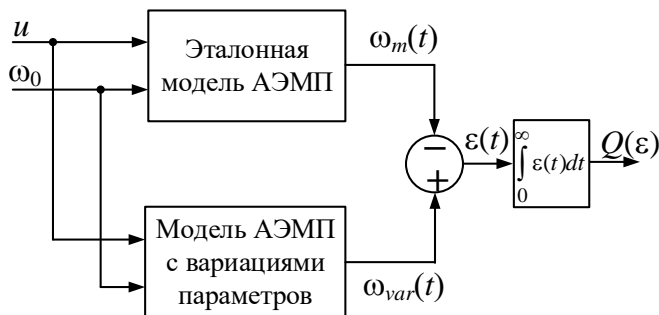 u
ω0
Эталонная
модель АЭМП
ωm(t)
−
+
ε(t)
∞
∫ε(t)dt
0
Q(ε)
Модель АЭМП
с вариациями
параметров
ωvar(t)